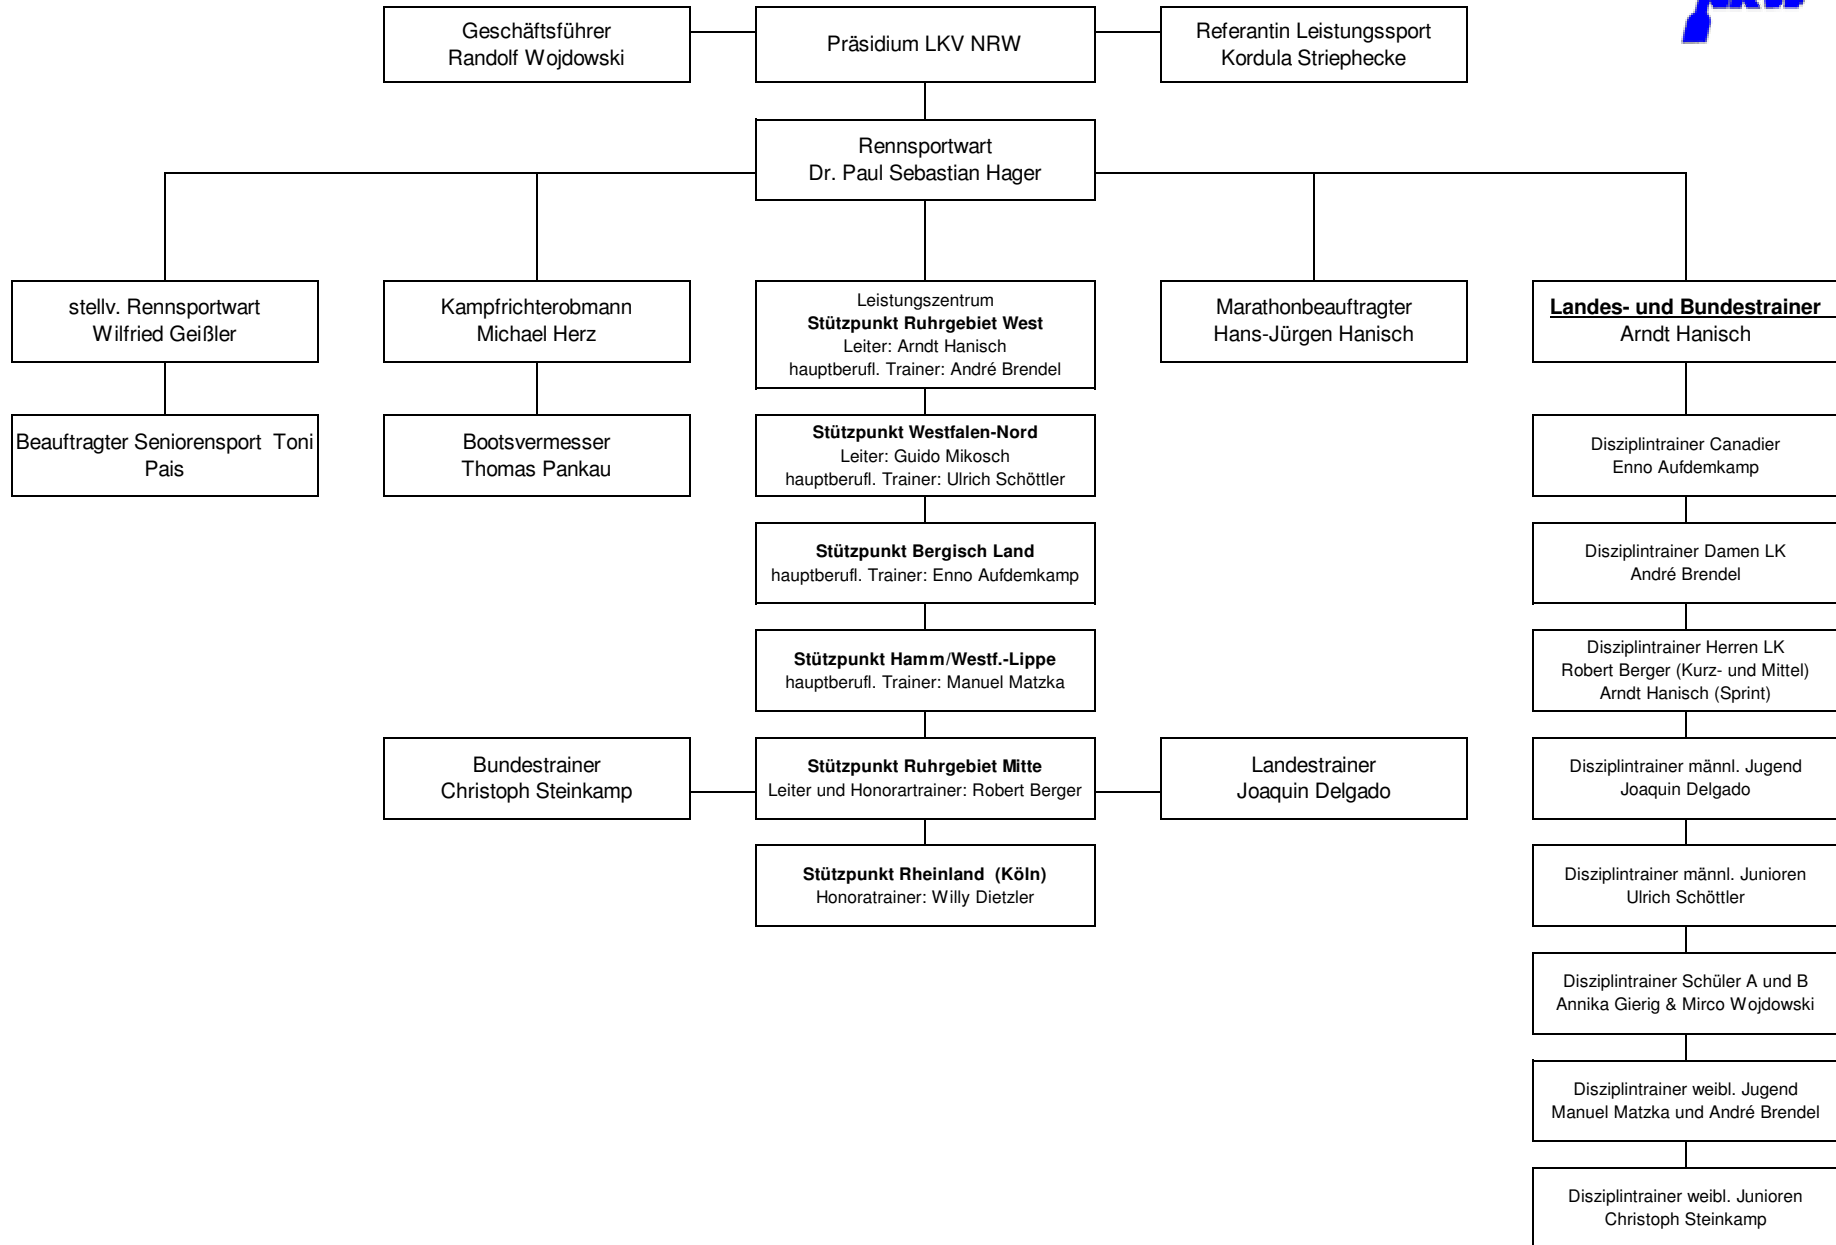 Geschäftsführer
Randolf Wojdowski
Präsidium LKV NRW
Referantin Leistungssport
Kordula Striephecke
Rennsportwart
Dr. Paul Sebastian Hager
stellv. Rennsportwart
Wilfried Geißler
Kampfrichterobmann
Michael Herz
Leistungszentrum
Stützpunkt Ruhrgebiet West
Leiter: Arndt Hanisch
hauptberufl. Trainer: André Brendel
Marathonbeauftragter
Hans-Jürgen Hanisch
Landes- und Bundestrainer
Arndt Hanisch
Beauftragter Seniorensport Toni
Pais
Bootsvermesser
Thomas Pankau
Stützpunkt Westfalen-Nord
Leiter: Guido Mikosch
hauptberufl. Trainer: Ulrich Schöttler
Disziplintrainer Canadier
Enno Aufdemkamp
Stützpunkt Bergisch Land
hauptberufl. Trainer: Enno Aufdemkamp
Disziplintrainer Damen LK
André Brendel
Stützpunkt Hamm/Westf.-Lippe
hauptberufl. Trainer: Manuel Matzka
Disziplintrainer Herren LK
Robert Berger (Kurz- und Mittel)
Arndt Hanisch (Sprint)
Bundestrainer
Christoph Steinkamp
Stützpunkt Ruhrgebiet Mitte
Leiter und Honorartrainer: Robert Berger
Landestrainer
Joaquin Delgado
Disziplintrainer männl. Jugend
Joaquin Delgado
Stützpunkt Rheinland (Köln)
Honoratrainer: Willy Dietzler
Disziplintrainer männl. Junioren
Ulrich Schöttler
Disziplintrainer Schüler A und B
Annika Gierig & Mirco Wojdowski
Disziplintrainer weibl. Jugend
Manuel Matzka und André Brendel
Disziplintrainer weibl. Junioren
Christoph Steinkamp